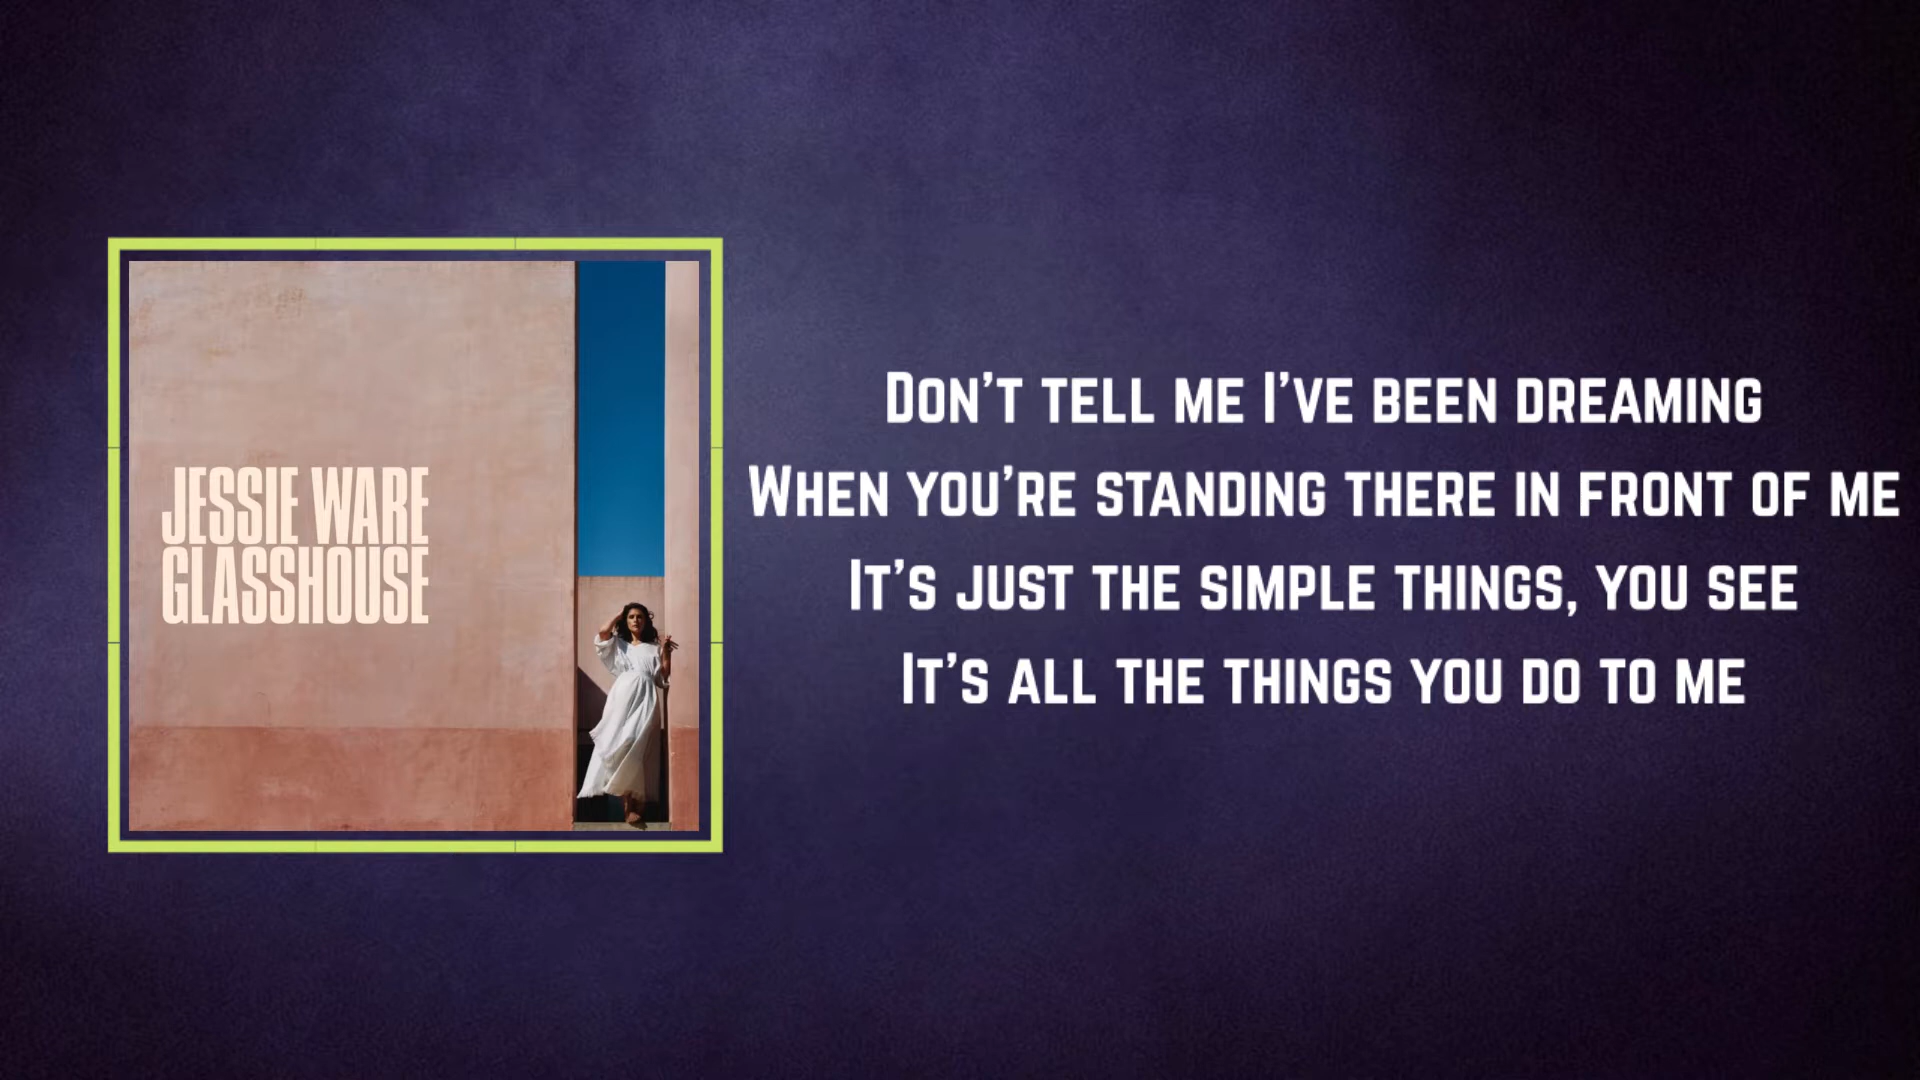 JESSIE WARE
GLASSHOUSE
Don't tell me I've been dreaming
When you're standing there in front of me
It's just the simple things, you see
It's all the things you do to me